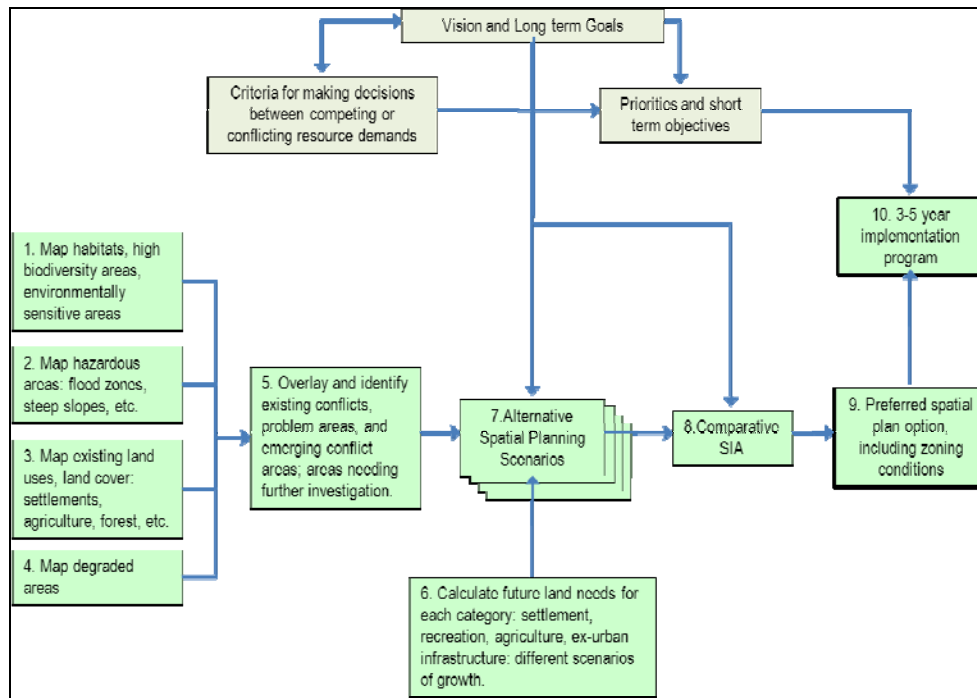 Vision and Long term Goals
Criteria for making decisions
between competing or
conflicting resource demands
Priorities and short
term objectives
10. 3-5 year
implementation
program
1. Map habitats, high
biodiversity areas,
environmentally
sensitive areas
2. Map hazardous
areas: flood zones,
steep slopes, etc.
3. Map existing land
uses, land cover:
settlements,
agriculture, forest, etc.
4. Map degraded
areas
5. Overlay and identify
existing conflicts,
problem areas, and
emerging conflict
areas; areas needing
further investigation.
7.Alternative
Spatial Planning
Scenarios
8.Comparative
SIA
9. Preferred spatial
plan option,
including zoning
conditions
6. Calculate future land needs for
each category: settlement,
recreation, agriculture, ex-urban
infrastructure: different scenarios
of growth.